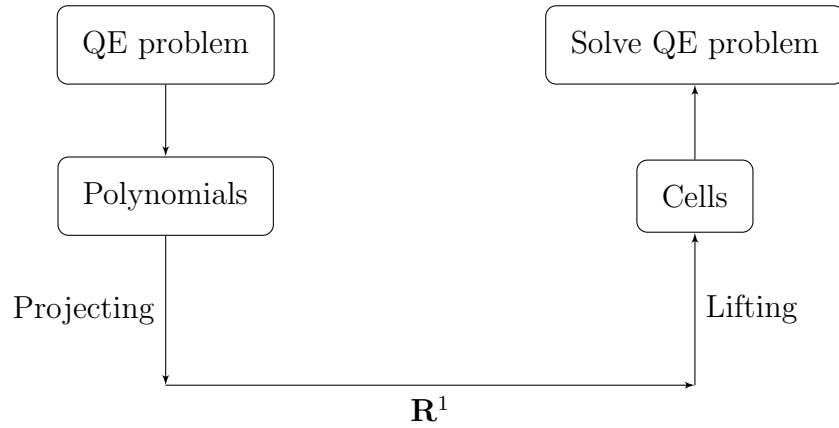 QE problem
Solve QE problem
Polynomials
Cells
Projecting
Lifting
R¹